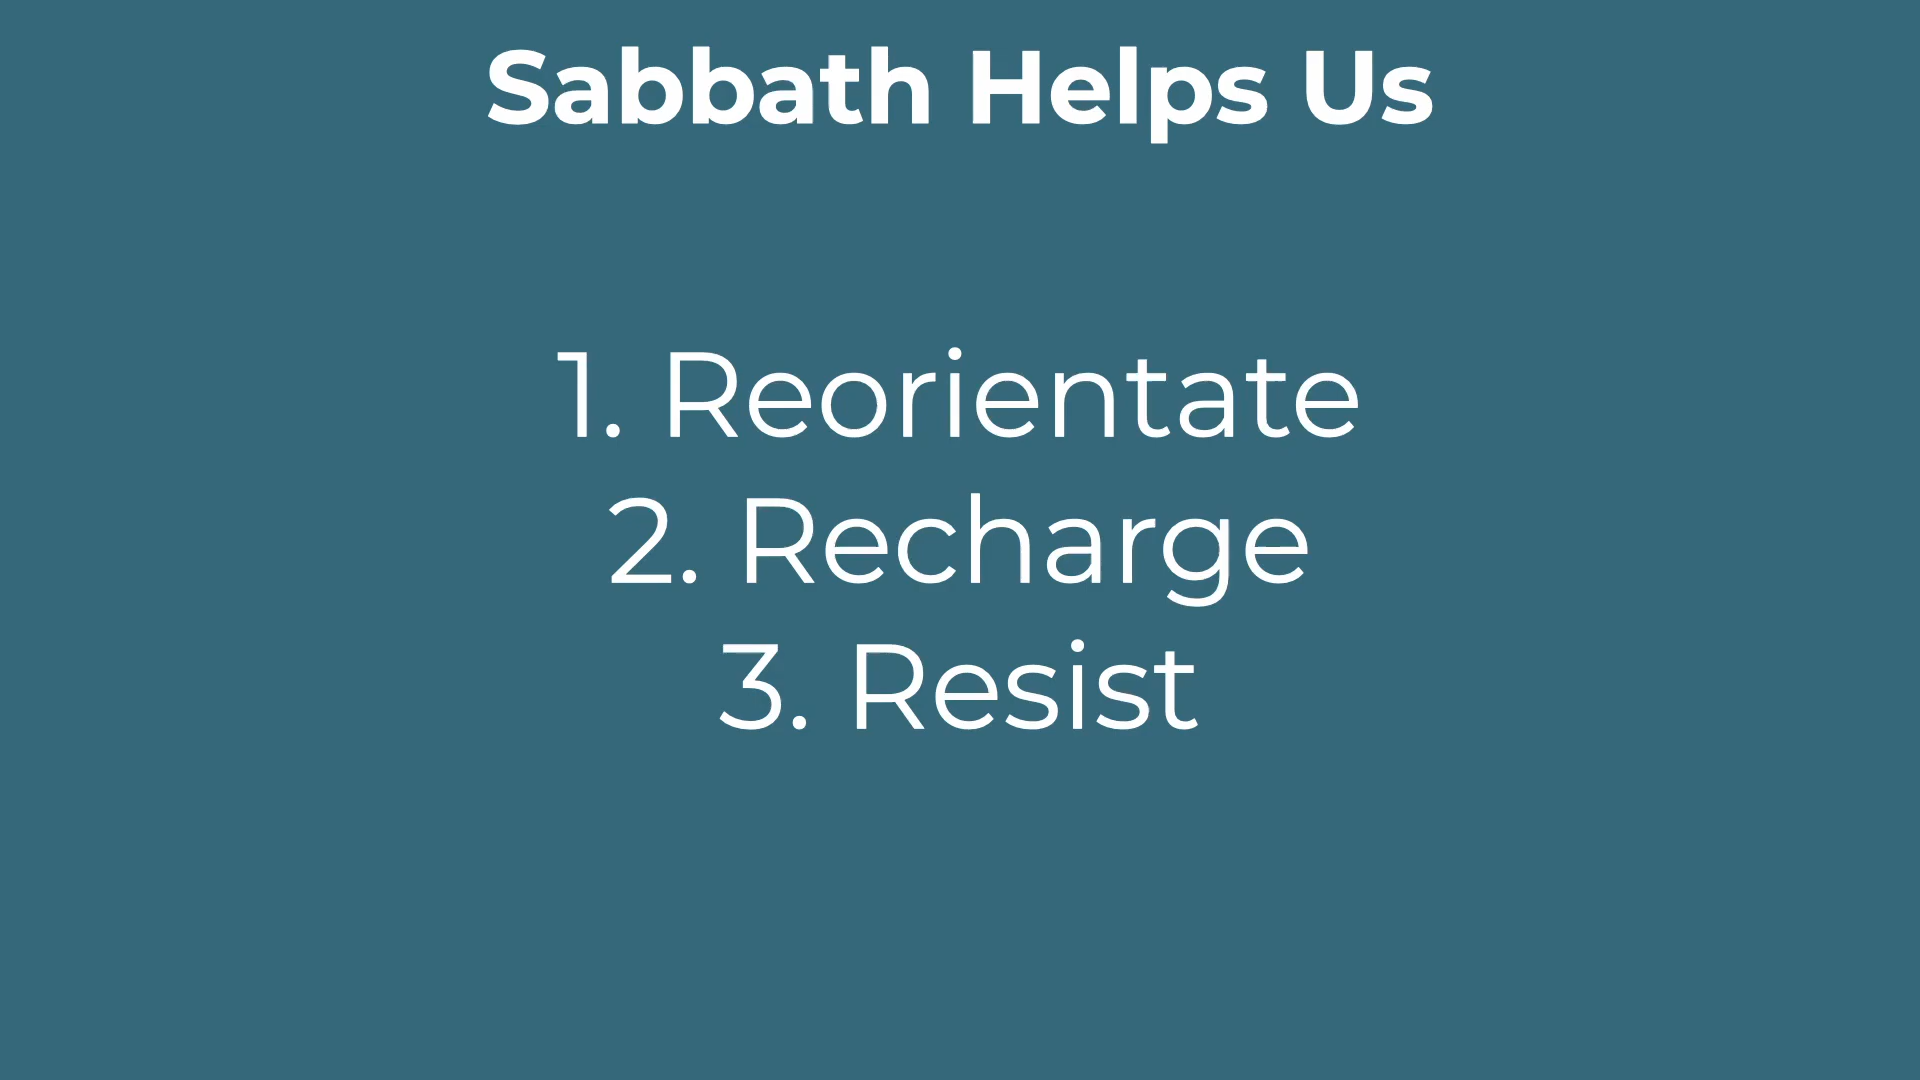 Sabbath Helps Us
1. Reorientate
2. Recharge
3. Resist